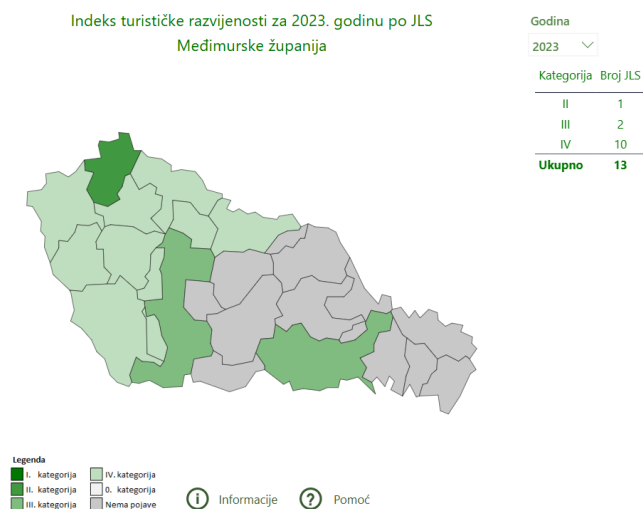 Indeks turističke razvijenosti za 2023. godinu po JLS
Međimurske županija
Godina
2023
Kategorija Broj JLS
II 1
III 2
IV 10
Ukupno 13
Legenda
I. kategorija IV. kategorija
II. kategorija 0. kategorija
III. kategorija Nema pojave
Informacije Pomoć